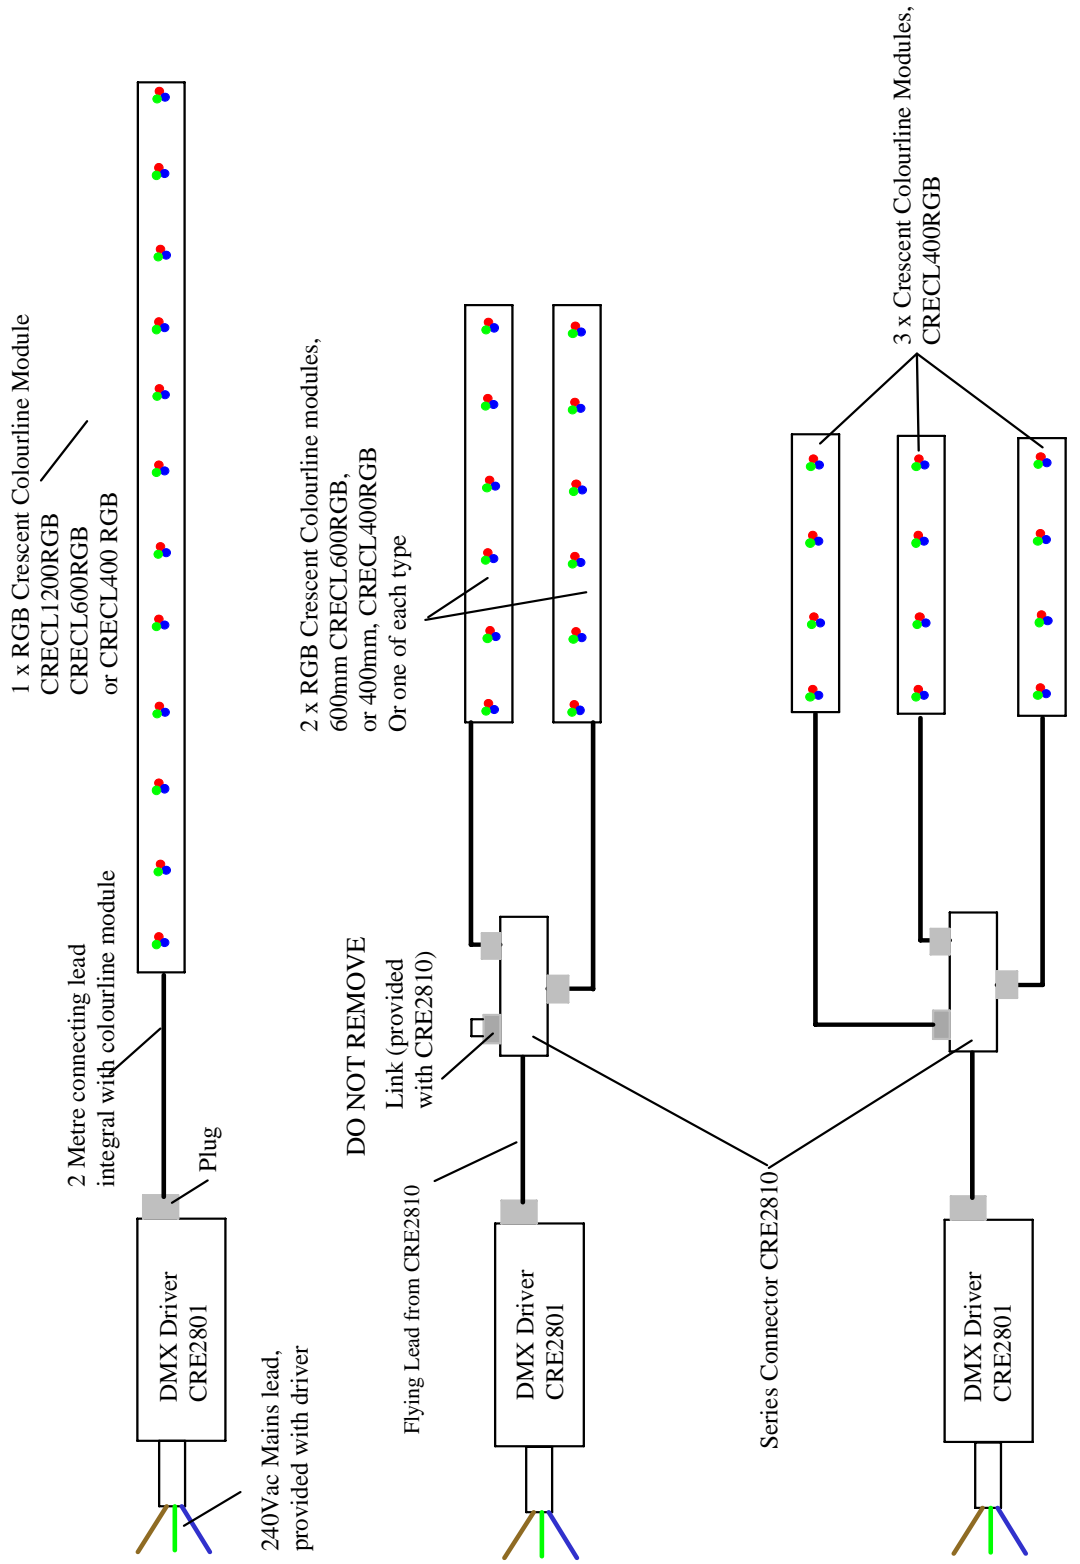 1 x RGB Crescent Colourline Module
CRECL1200RGB
CRECL600RGB
or CRECL400 RGB
2 Metre connecting lead
integral with colourline module
Plug
DMX Driver
CRE2801
240Vac Mains lead,
provided with driver
2 x RGB Crescent Colourline modules,
600mm CRECL600RGB,
or 400mm, CRECL400RGB
Or one of each type
DO NOT REMOVE
Link (provided
with CRE2810)
Flying Lead from CRE2810
DMX Driver
CRE2801
3 x Crescent Colourline Modules,
CRECL400RGB
Series Connector CRE2810
DMX Driver
CRE2801